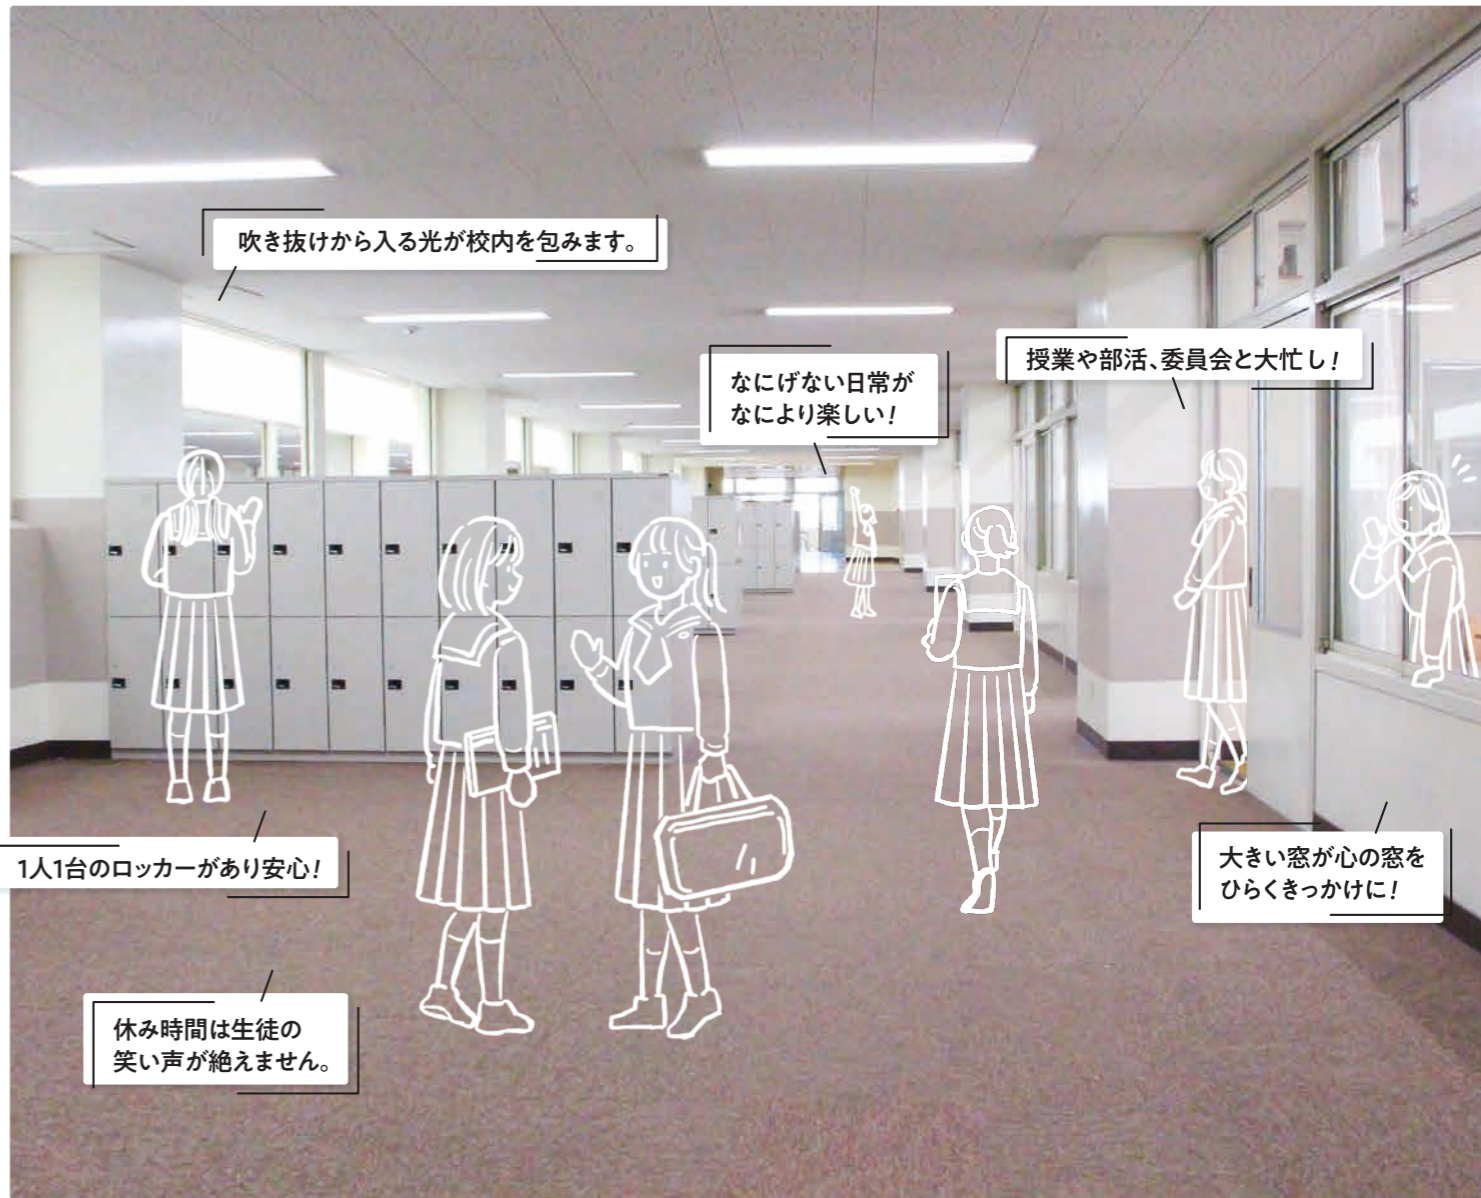 吹き抜けから入る光が校内を包みます。
なにげない日常が
なにより楽しい!
授業や部活、委員会と大忙し!
1人1台のロッカーがあり安心!
大きい窓が心の窓を
ひらくきっかけに!
休み時間は生徒の
笑い声が絶えません。